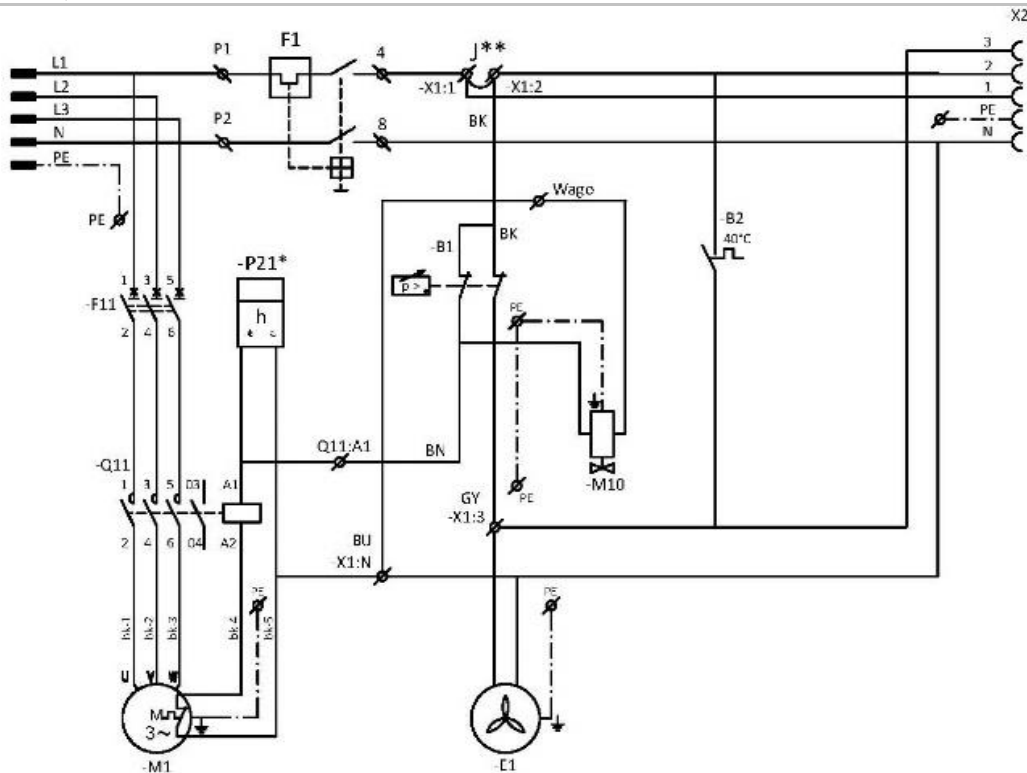 -X2
L1
P1
F1
4
J**
3
L2
-X1:1
-X1:2
2
L3
1
N
P2
8
BK
PE
PE
N
Wago
PE
-B1
BK
-B2
40°C
-P21*
p >
1 3 5
h
PE
-F11
2 4 6
Q11:A1
BN
-Q11
-M10
1 3 5 03 A1
PE
GY
-X1:3
2 4 6 04 A2
BU
-X1:N
PE
PE
bk-1
bk-2
bk-3
bk-4
bk-5
U V W
M
3~
-M1
-E1